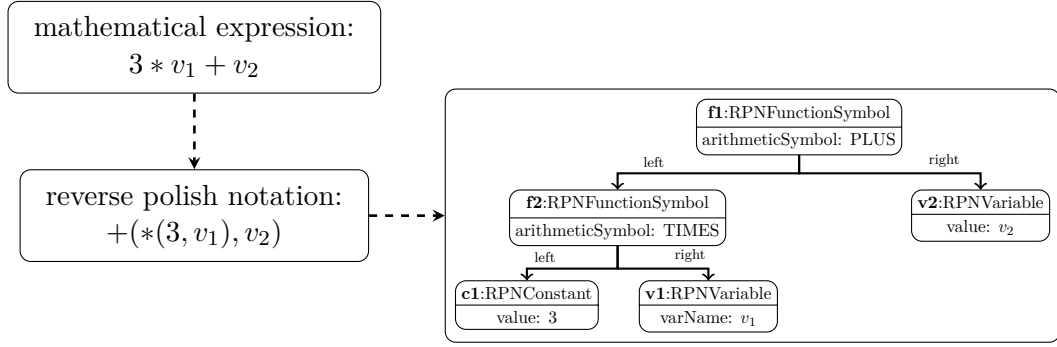 mathematical expression:
3 ∗ v₁ + v₂
reverse polish notation:
+(∗(3, v₁), v₂)
f1:RPNFunctionSymbol
arithmeticSymbol: PLUS
left
right
f2:RPNFunctionSymbol
arithmeticSymbol: TIMES
v2:RPNVariable
value: v₂
left
right
c1:RPNConstant
value: 3
v1:RPNVariable
varName: v₁